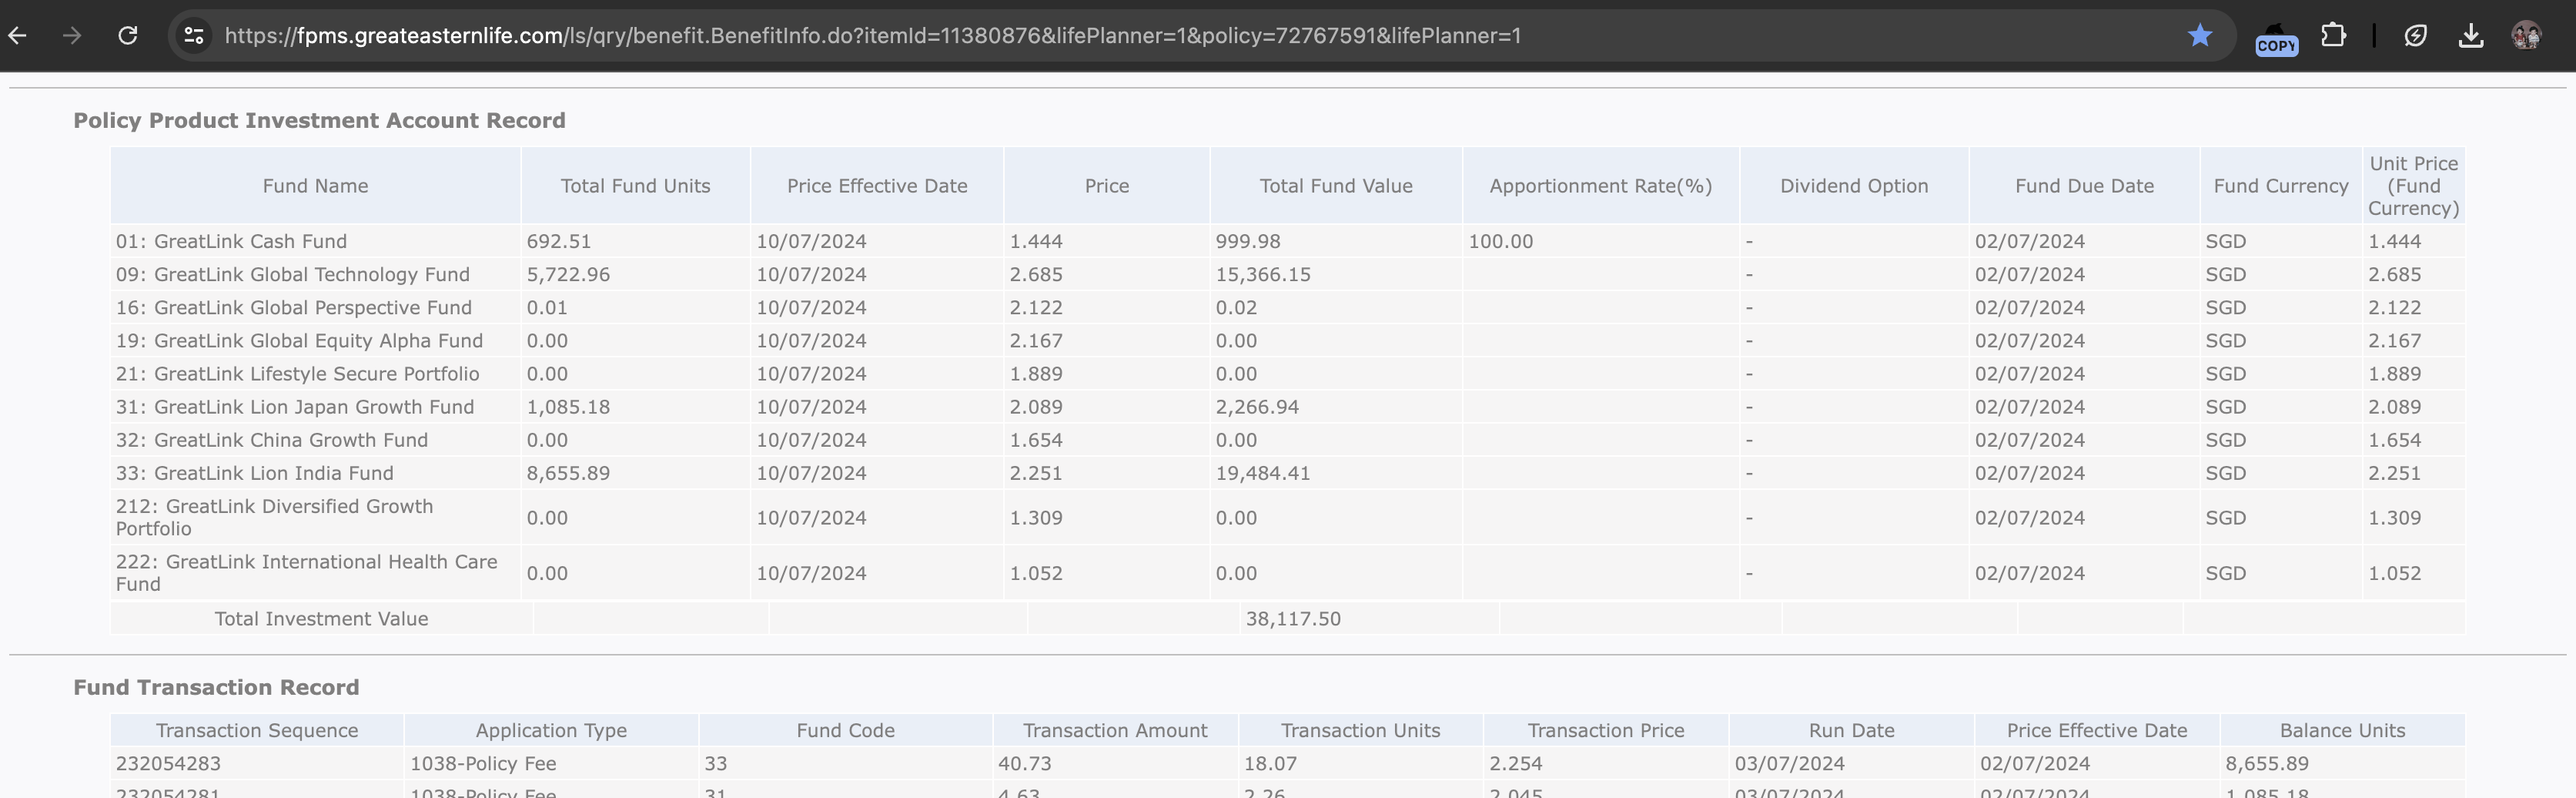 https://fpms.greateasternlife.com/ls/qry/benefit.BenefitInfo.do?itemId=11380876&lifePlanner=1&policy=72767591&lifePlanner=1
COPY
Policy Product Investment Account Record
Fund Name Total Fund Units Price Effective Date Price Total Fund Value Apportionment Rate(%) Dividend Option Fund Due Date Fund Currency Unit Price (Fund Currency)
01: GreatLink Cash Fund 692.51 10/07/2024 1.444 999.98 100.00 - 02/07/2024 SGD 1.444
09: GreatLink Global Technology Fund 5,722.96 10/07/2024 2.685 15,366.15 - 02/07/2024 SGD 2.685
16: GreatLink Global Perspective Fund 0.01 10/07/2024 2.122 0.02 - 02/07/2024 SGD 2.122
19: GreatLink Global Equity Alpha Fund 0.00 10/07/2024 2.167 0.00 - 02/07/2024 SGD 2.167
21: GreatLink Lifestyle Secure Portfolio 0.00 10/07/2024 1.889 0.00 - 02/07/2024 SGD 1.889
31: GreatLink Lion Japan Growth Fund 1,085.18 10/07/2024 2.089 2,266.94 - 02/07/2024 SGD 2.089
32: GreatLink China Growth Fund 0.00 10/07/2024 1.654 0.00 - 02/07/2024 SGD 1.654
33: GreatLink Lion India Fund 8,655.89 10/07/2024 2.251 19,484.41 - 02/07/2024 SGD 2.251
212: GreatLink Diversified Growth Portfolio 0.00 10/07/2024 1.309 0.00 - 02/07/2024 SGD 1.309
222: GreatLink International Health Care Fund 0.00 10/07/2024 1.052 0.00 - 02/07/2024 SGD 1.052
Total Investment Value 38,117.50
Fund Transaction Record
Transaction Sequence Application Type Fund Code Transaction Amount Transaction Units Transaction Price Run Date Price Effective Date Balance Units
232054283 1038-Policy Fee 33 40.73 18.07 2.254 03/07/2024 02/07/2024 8,655.89
232054281 1038-Policy Fee 31 4.63 2.26 2.045 03/07/2024 02/07/2024 1,085.18